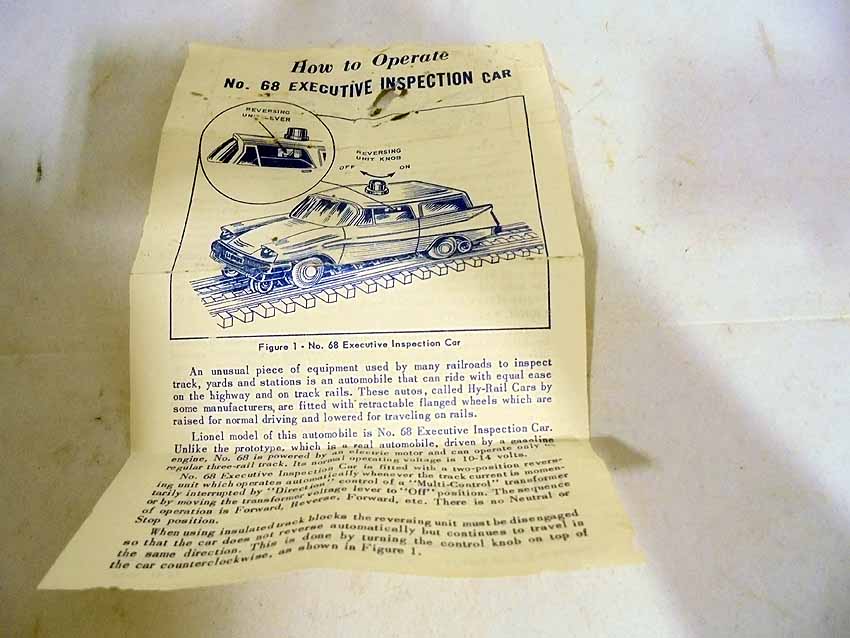 How to Operate
No. 68 EXECUTIVE INSPECTION CAR
REVERSING
UNIT LEVER
REVERSING
UNIT KNOB
OFF ON
Figure 1 - No. 68 Executive Inspection Car
An unusual piece of equipment used by many railroads to inspect
track, yards and stations is an automobile that can ride with equal ease
on the highway and on track rails. These autos, called Hy-Rail Cars by
some manufacturers, are fitted with retractable flanged wheels which are
raised for normal driving and lowered for traveling on rails.
Lionel model of this automobile is No. 68 Executive Inspection Car.
Unlike the prototype, which is a real automobile, driven by a gasoline
engine, No. 68 is powered by an electric motor and can operate only on
regular three-rail track. Its normal operating voltage is 10-14 volts.
No. 68 Executive Inspection Car is fitted with a two-position revers-
ing unit which operates automatically whenever the track current is momen-
tarily interrupted by "Direction" control of a "Multi-Control" transformer
or by moving the transformer voltage lever to "Off" position. The sequence
of operation is Forward, Reverse, Forward, etc. There is no Neutral or
Stop position.
When using insulated track blocks the reversing unit must be disengaged
so that the car does not reverse automatically but continues to travel in
the same direction. This is done by turning the control knob on top of
the car counterclockwise, as shown in Figure 1.